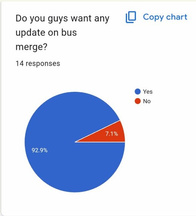 Do you guys want any
Copy chart
update on bus
merge?
14 responses
Yes
No
7.1%
92.9%